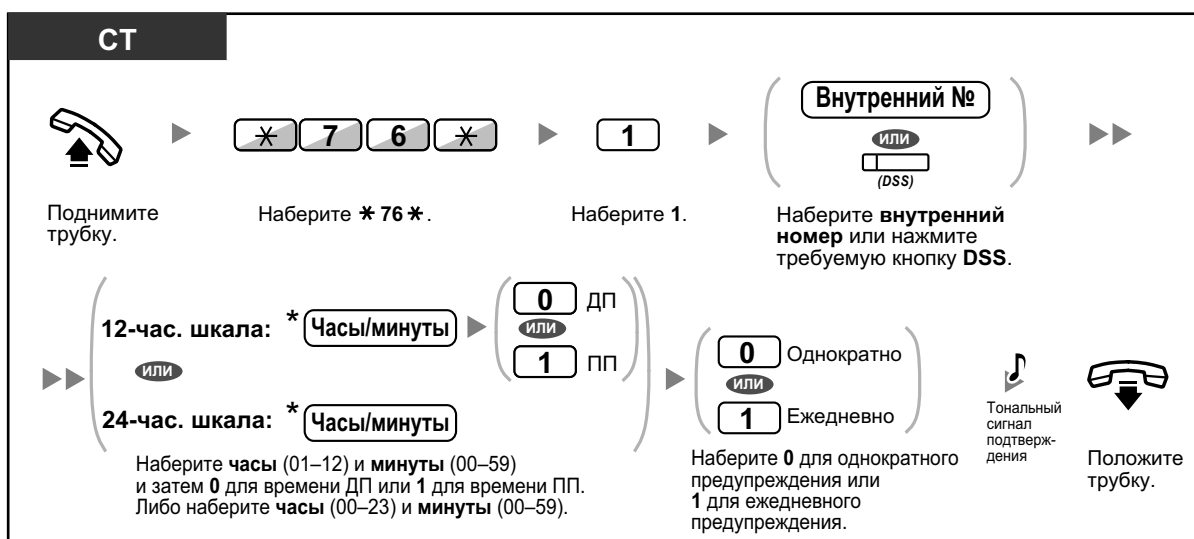 СТ
Внутренний №
✱ 7 6 ✱
1
или
(DSS)
Поднимите
трубку.
Наберите ✱ 76 ✱.
Наберите 1.
Наберите внутренний
номер или нажмите
требуемую кнопку DSS.
12-час. шкала: * Часы/минуты
0 ДП
или
1 ПП
или
24-час. шкала: * Часы/минуты
Наберите часы (01–12) и минуты (00–59)
и затем 0 для времени ДП или 1 для времени ПП.
Либо наберите часы (00–23) и минуты (00–59).
0 Однократно
или
1 Ежедневно
Наберите 0 для однократного
предупреждения или
1 для ежедневного
предупреждения.
Тональный
сигнал
подтверж-
дения
Положите
трубку.